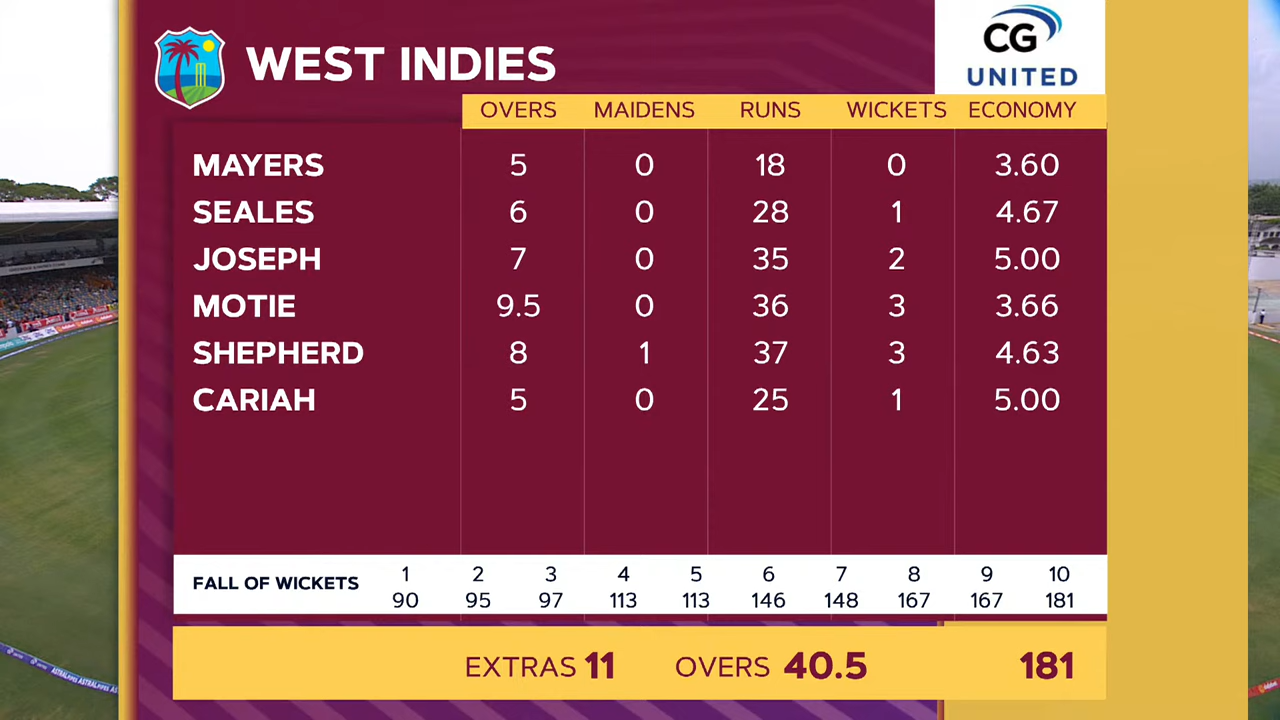 WEST INDIES
CG
UNITED
OVERS MAIDENS RUNS WICKETS ECONOMY
MAYERS 5 0 18 0 3.60
SEALES 6 0 28 1 4.67
JOSEPH 7 0 35 2 5.00
MOTIE 9.5 0 36 3 3.66
SHEPHERD 8 1 37 3 4.63
CARIAH 5 0 25 1 5.00
FALL OF WICKETS
1 2 3 4 5 6 7 8 9 10
90 95 97 113 113 146 148 167 167 181
EXTRAS 11 OVERS 40.5 181
ASTRALPIPES